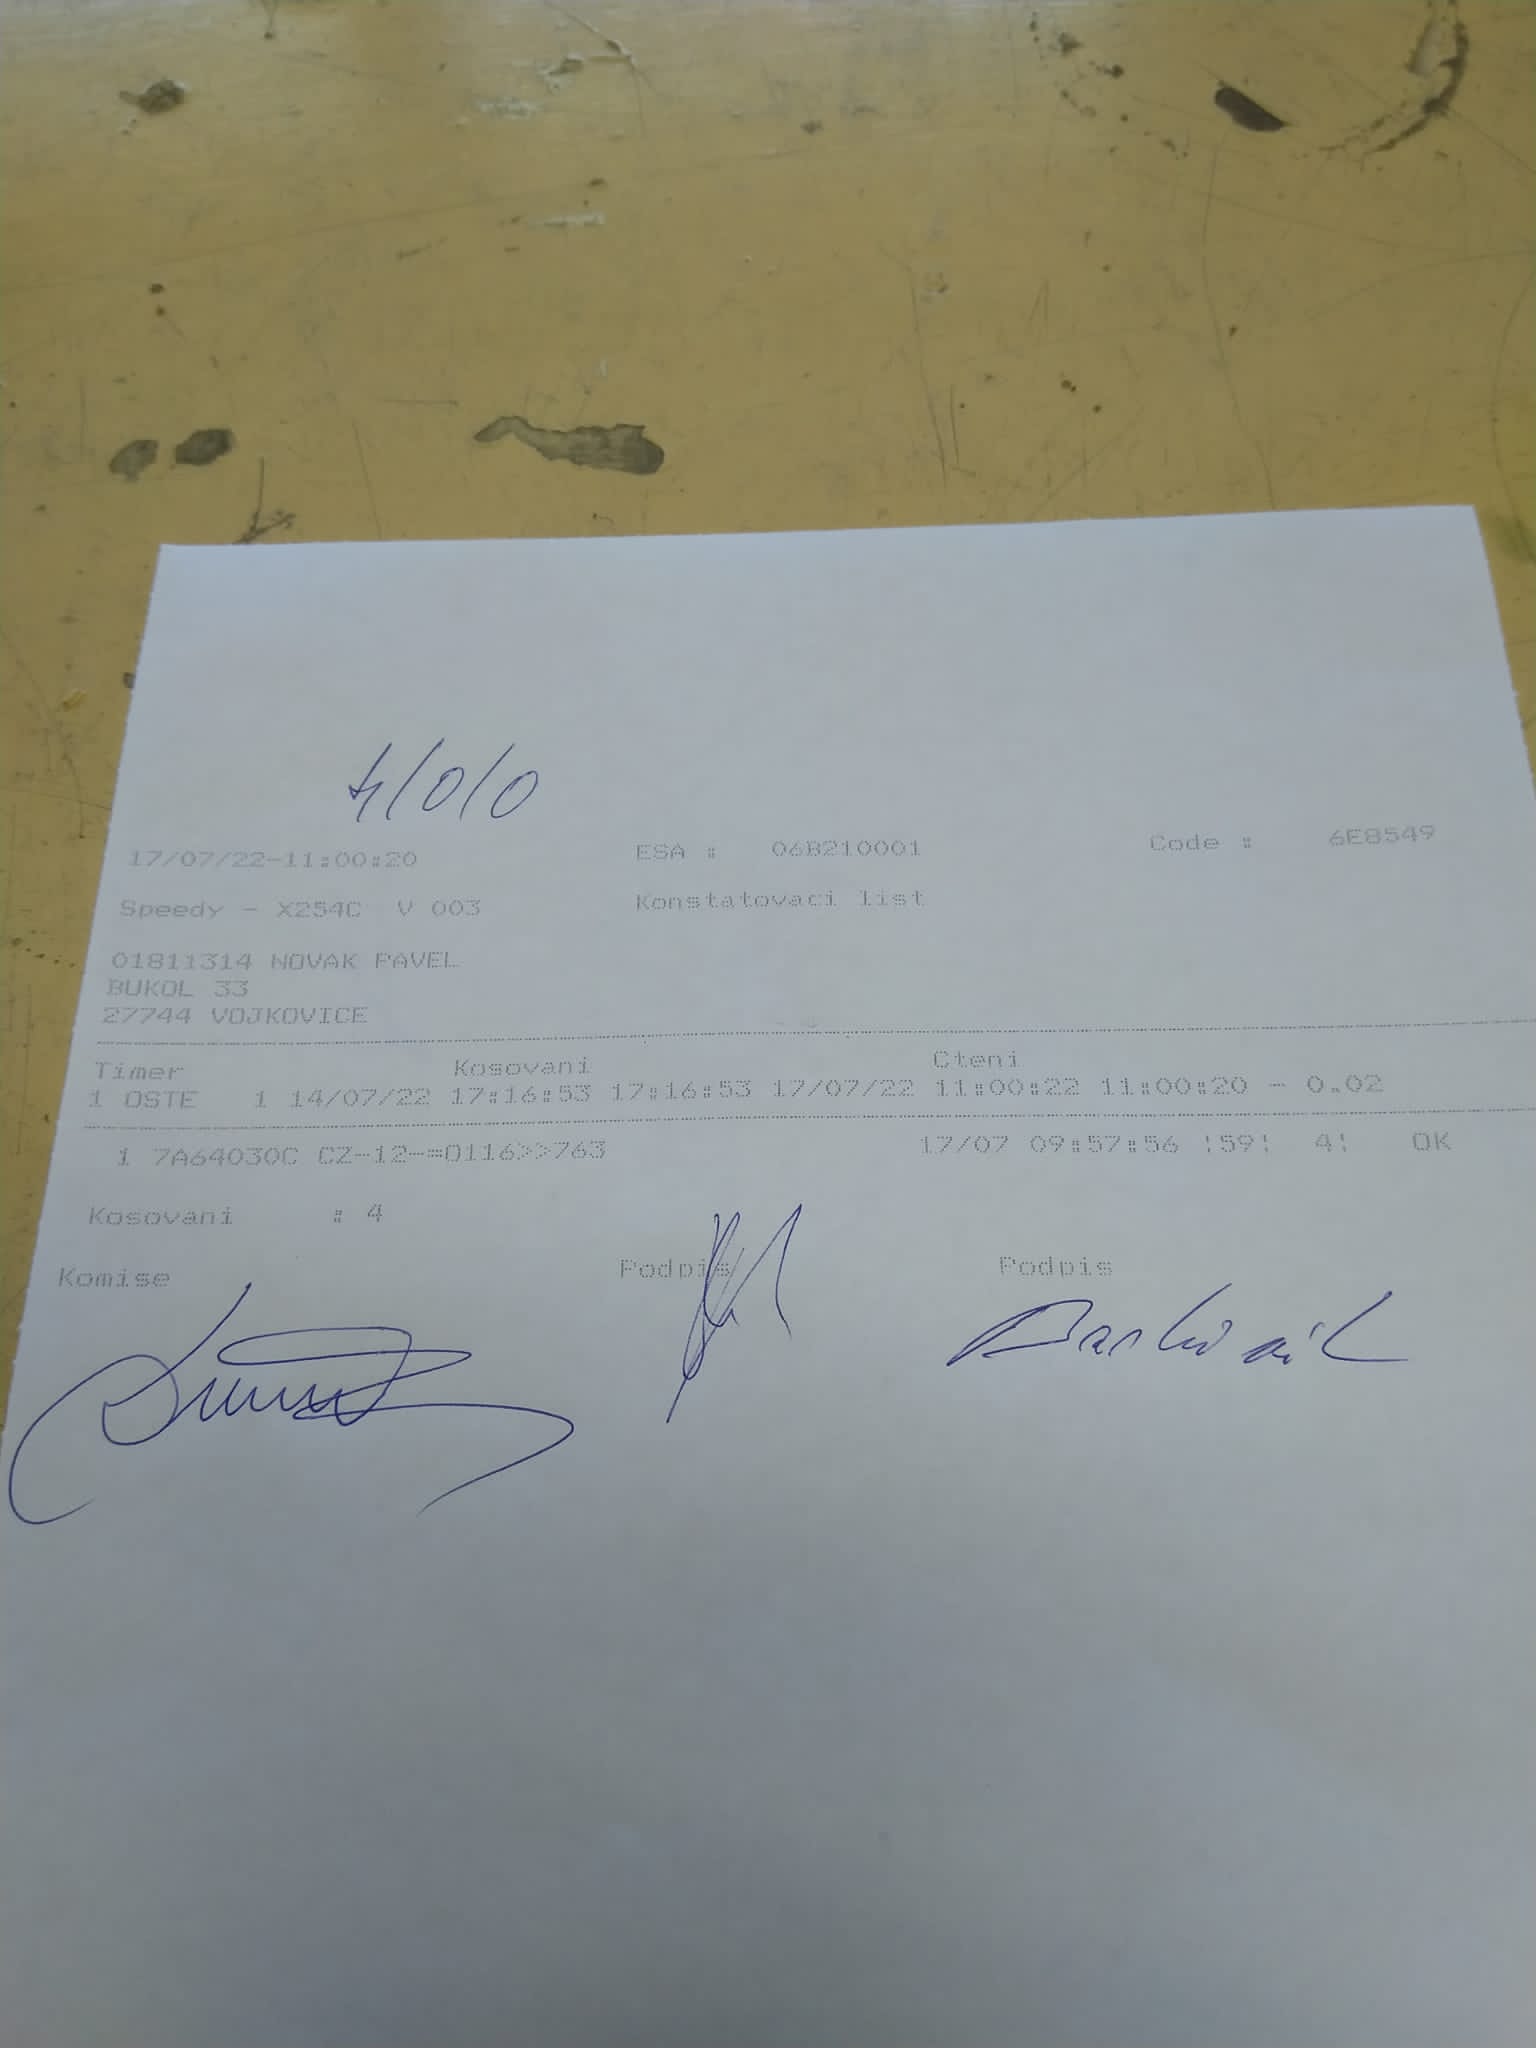 4/0/0
17/07/22-11:00:20 ESA : 06B210001 Code : 6E8549
Speedy - X254C V 003 Konstatovaci list
01811314 NOVAK PAVEL
BUKOL 33
27744 VOJKOVICE
Timer Kosovani Cteni
1 OSTE 1 14/07/22 17:16:53 17:16:53 17/07/22 11:00:22 11:00:20 - 0.02
1 7A64030C CZ-12-=0116>>763 17/07 09:57:56 ¦59¦ 4¦ OK
Kosovani : 4
Komise Podpis Podpis